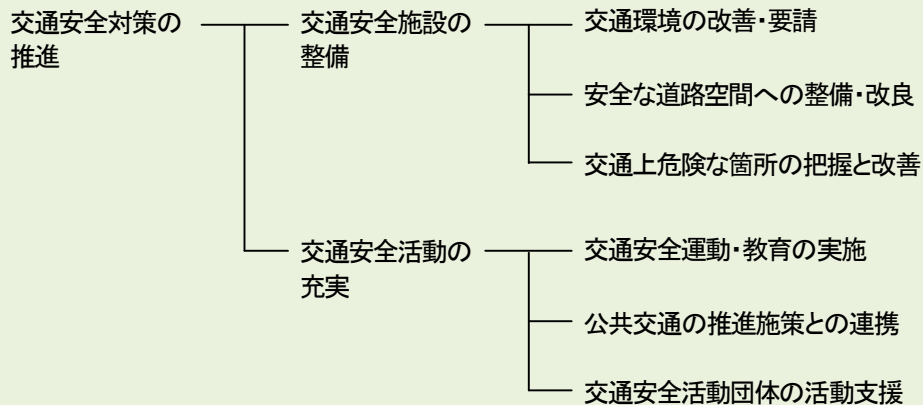 交通安全対策の
推進
交通安全施設の
整備
交通環境の改善・要請
安全な道路空間への整備・改良
交通上危険な箇所の把握と改善
交通安全活動の
充実
交通安全運動・教育の実施
公共交通の推進施策との連携
交通安全活動団体の活動支援